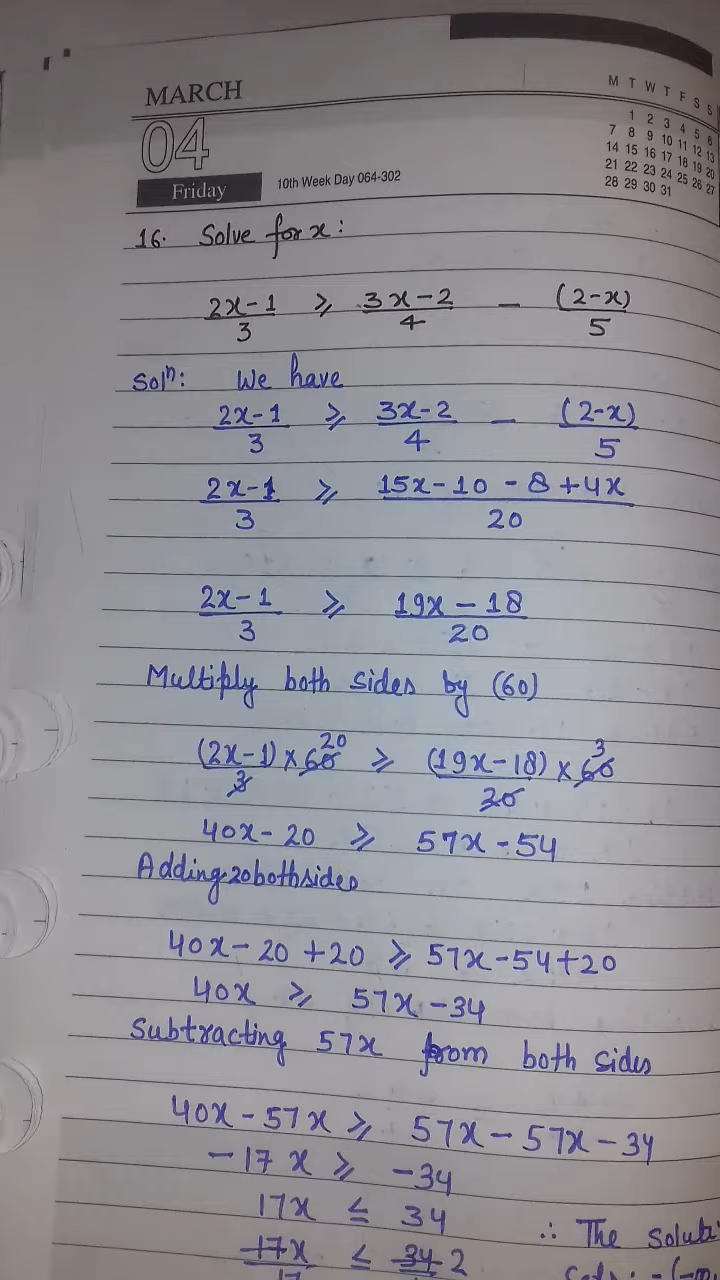 MARCH
M T W T F S S
1 2 3 4 5 6
04
7 8 9 10 11 12 13
14 15 16 17 18 19 20
21 22 23 24 25 26 27
28 29 30 31
Friday 10th Week Day 064-302
16. Solve for x :
(2x-1)/3 ⩾ (3x-2)/4 - (2-x)/5
Solⁿ: We have
(2x-1)/3 ⩾ (3x-2)/4 - (2-x)/5
(2x-1)/3 ⩾ (15x-10-8+4x)/20
(2x-1)/3 ⩾ (19x-18)/20
Multiply both sides by (60)
(2x-1)/3 × 60 20 ⩾ (19x-18)/20 × 60 3
40x-20 ⩾ 57x-54
Adding 20 both sides
40x-20+20 ⩾ 57x-54+20
40x ⩾ 57x-34
Subtracting 57x from both sides
40x-57x ⩾ 57x-57x-34
-17x ⩾ -34
17x ≤ 34
∴ The
17x/17 ≤ 34 2